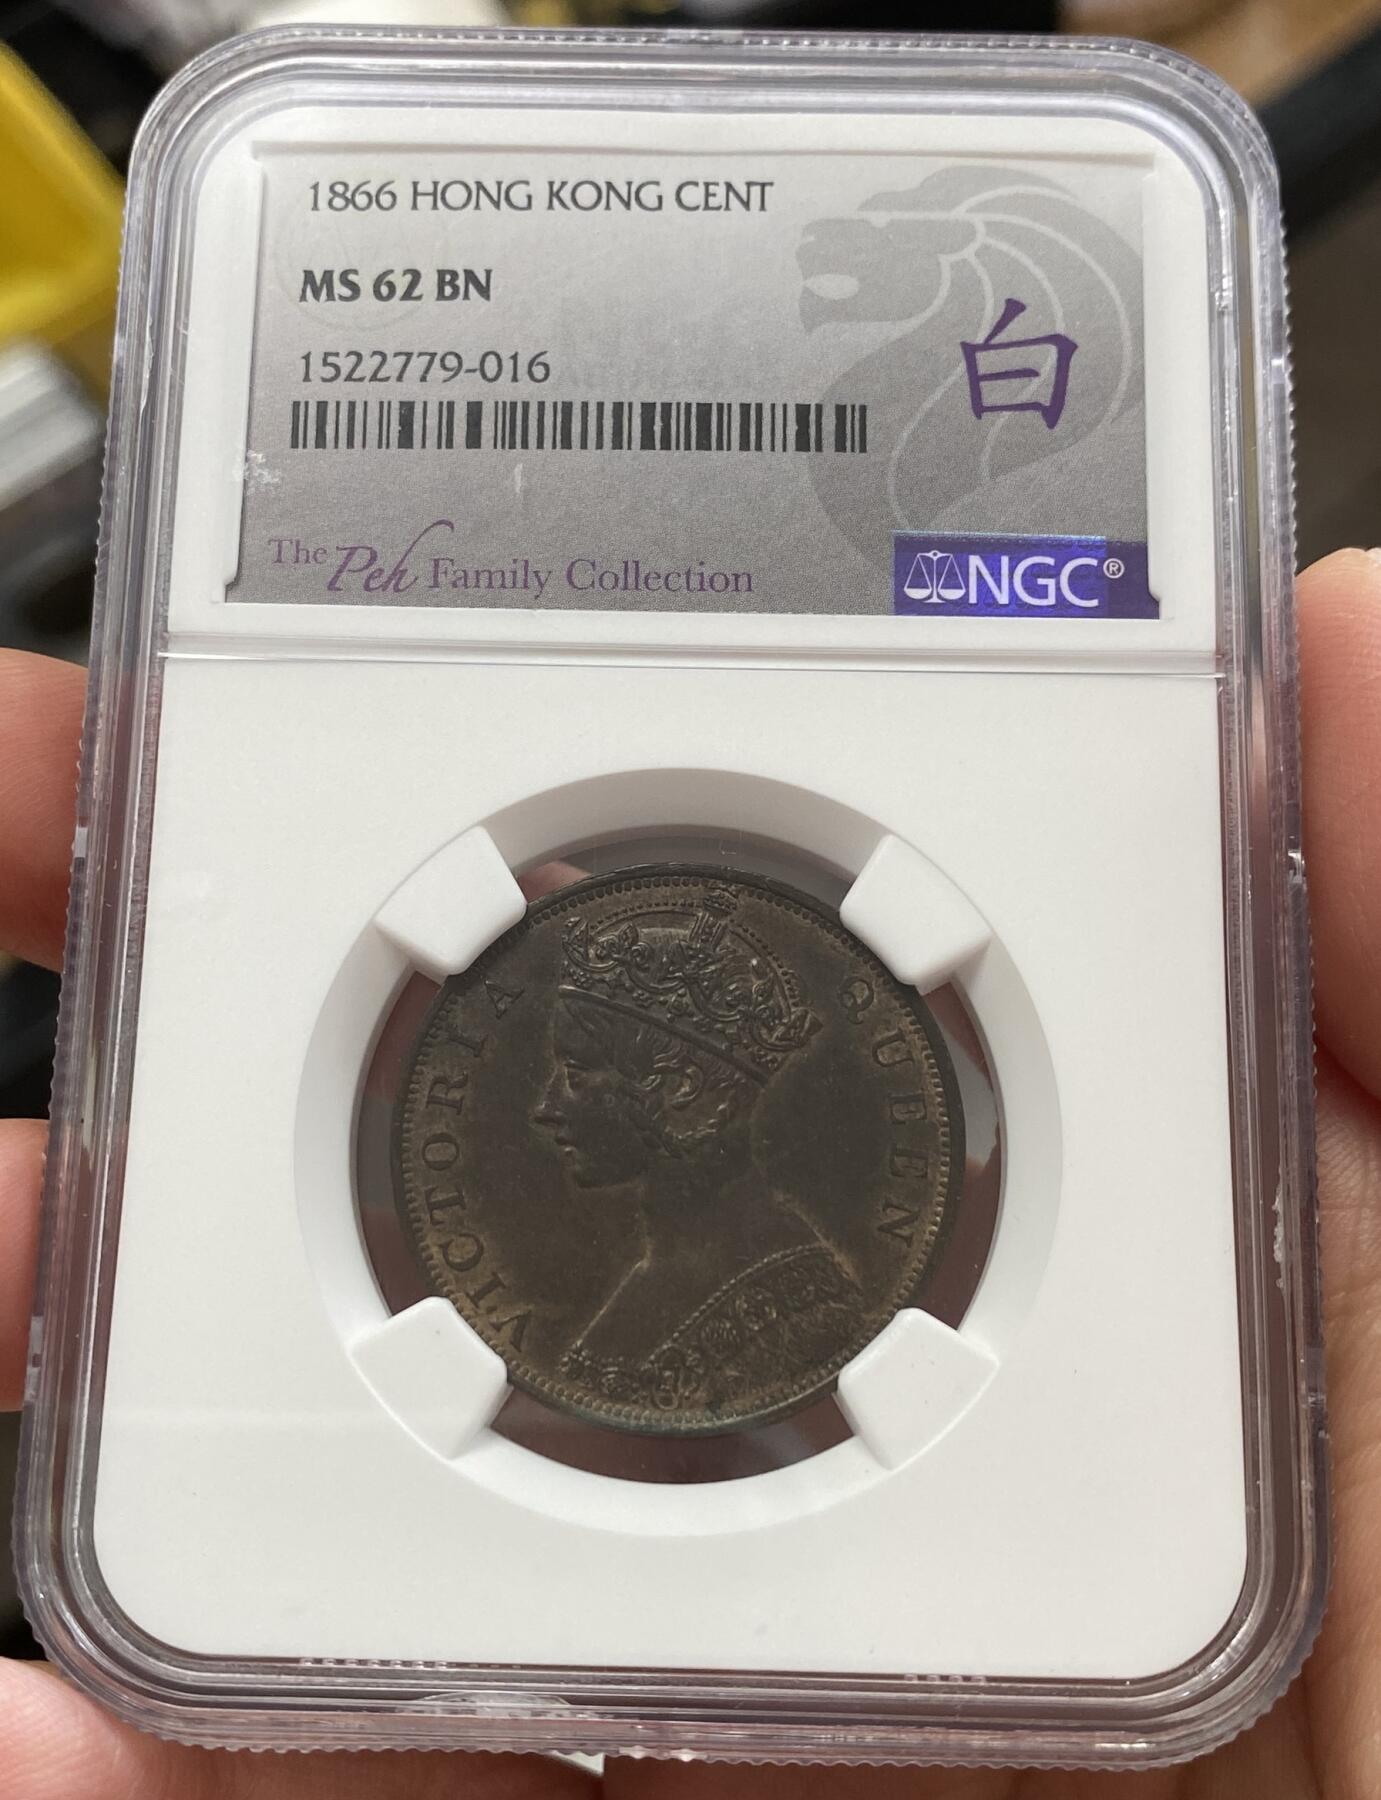 1866 HONG KONG CENT
MS 62 BN
白
1522779-016
The Peh Family Collection
NGC®
VICTORIA QUEEN